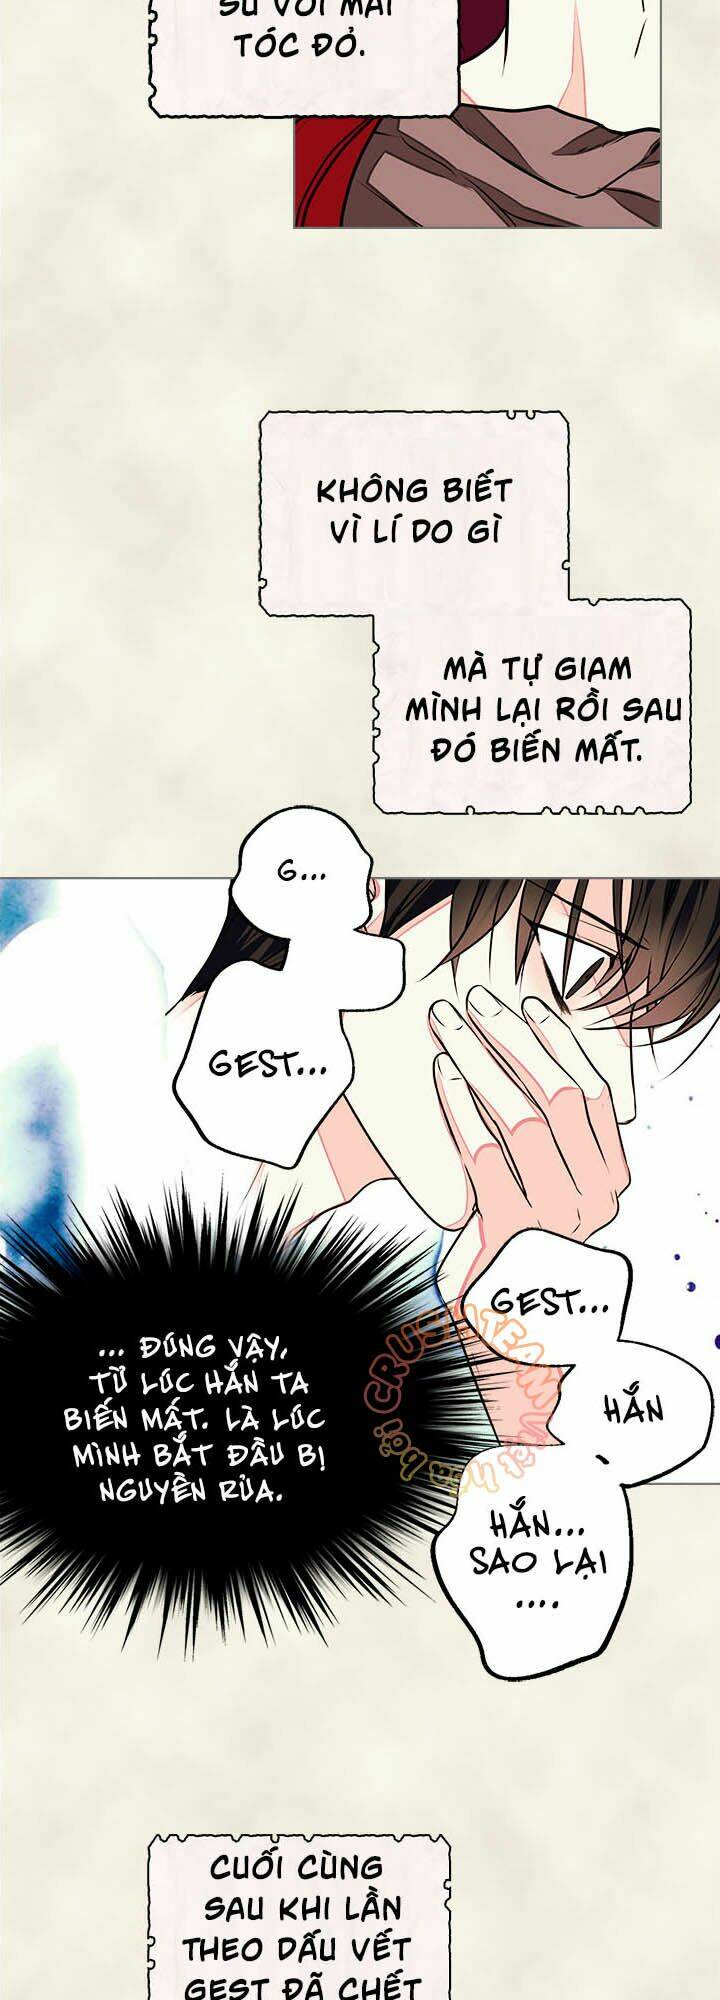 SƯ VỚI MÁI
TÓC ĐỎ.
KHÔNG BIẾT
VÌ LÍ DO GÌ
MÀ TỰ GIAM
MÌNH LẠI RỒI SAU
ĐÓ BIẾN MẤT.
G...
GEST...
GEST...
HẮN
HẮN...
SAO LẠI
....
... ĐÚNG VẬY,
TỪ LÚC HẮN TA
BIẾN MẤT. LÀ LÚC
MÌNH BẮT ĐẦU BỊ
NGUYỀN RỦA.
CRUSHTEAM
CUỐI CÙNG
SAU KHI LẦN
THEO DẤU VẾT
GEST ĐÃ CHẾT